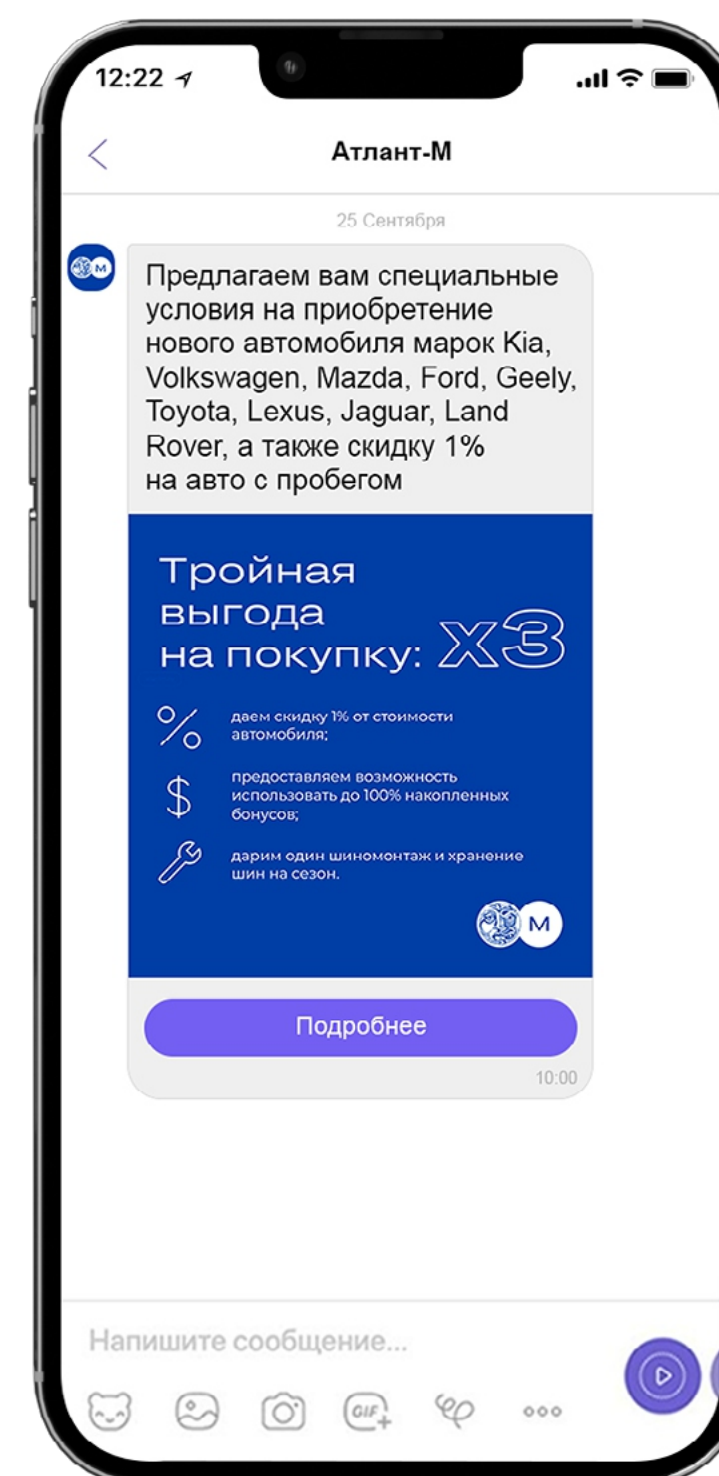 12:22
Атлант-М
25 Сентября
М
Предлагаем вам специальные
условия на приобретение
нового автомобиля марок Kia,
Volkswagen, Mazda, Ford, Geely,
Toyota, Lexus, Jaguar, Land
Rover, а также скидку 1%
на авто с пробегом
Тройная
выгода
на покупку: х3
даем скидку 1% от стоимости
автомобиля;
предоставляем возможность
использовать до 100% накопленных
бонусов;
дарим один шиномонтаж и хранение
шин на сезон.
М
Подробнее
10:00
Напишите сообщение...
GIF+